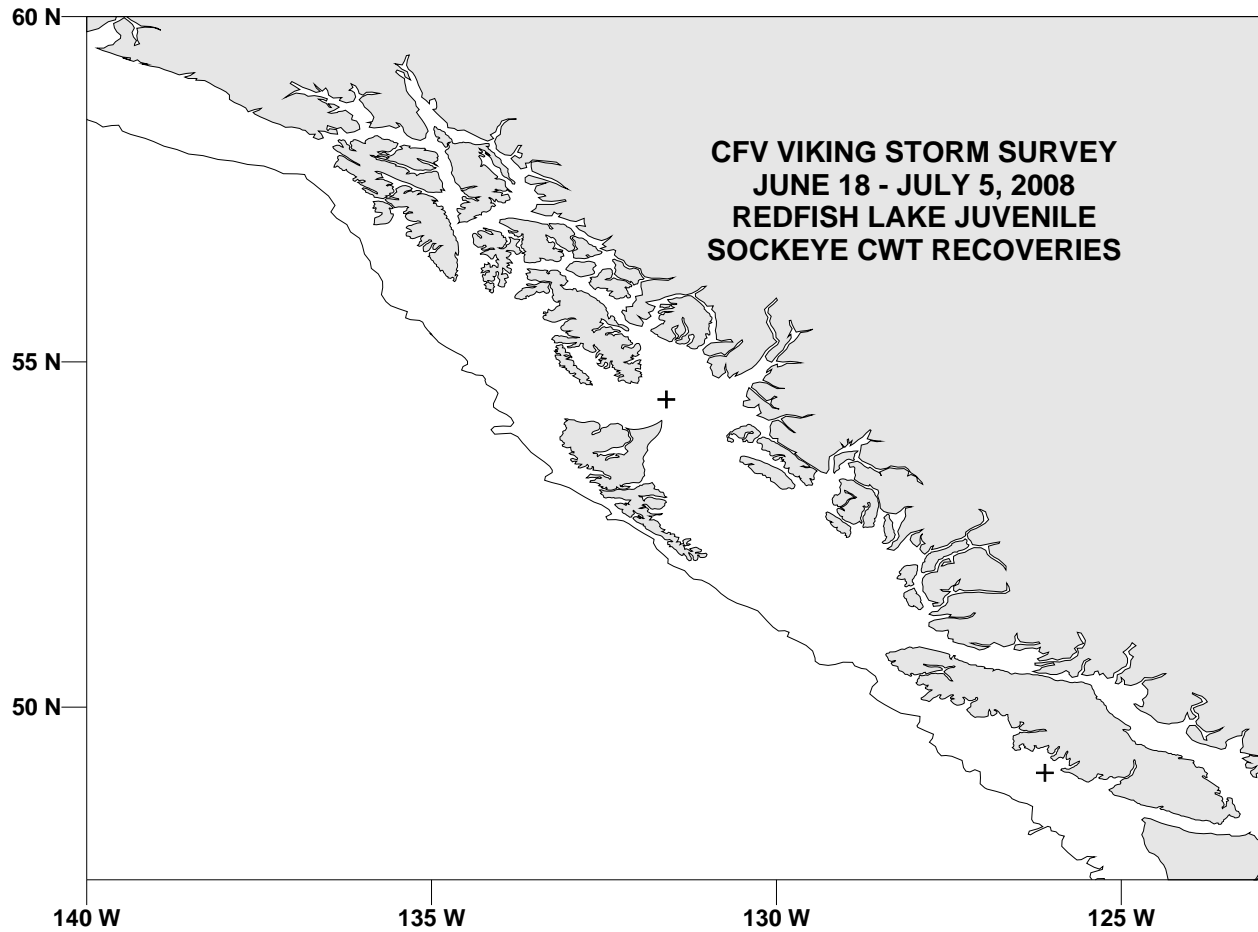 60 N
CFV VIKING STORM SURVEY
JUNE 18 - JULY 5, 2008
REDFISH LAKE JUVENILE
SOCKEYE CWT RECOVERIES
55 N
50 N
140 W
135 W
130 W
125 W